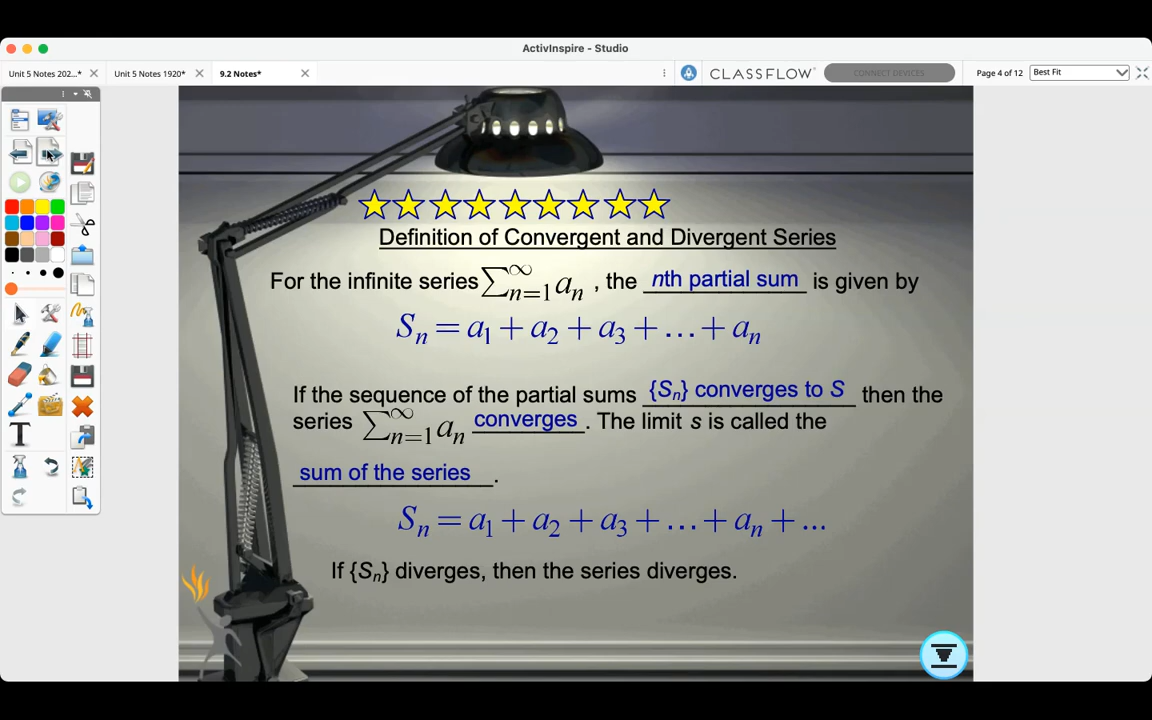 ActivInspire - Studio
Unit 5 Notes 202...*
Unit 5 Notes 1920*
9.2 Notes*
CLASSFLOW
CONNECT DEVICES
Page 4 of 12
Best Fit
Definition of Convergent and Divergent Series
For the infinite series ∑_{n=1}^{∞} a_n , the nth partial sum is given by
S_n = a_1 + a_2 + a_3 + ... + a_n
If the sequence of the partial sums {S_n} converges to S then the
series ∑_{n=1}^{∞} a_n converges. The limit s is called the
sum of the series.
S_n = a_1 + a_2 + a_3 + ... + a_n + ...
If {S_n} diverges, then the series diverges.
T